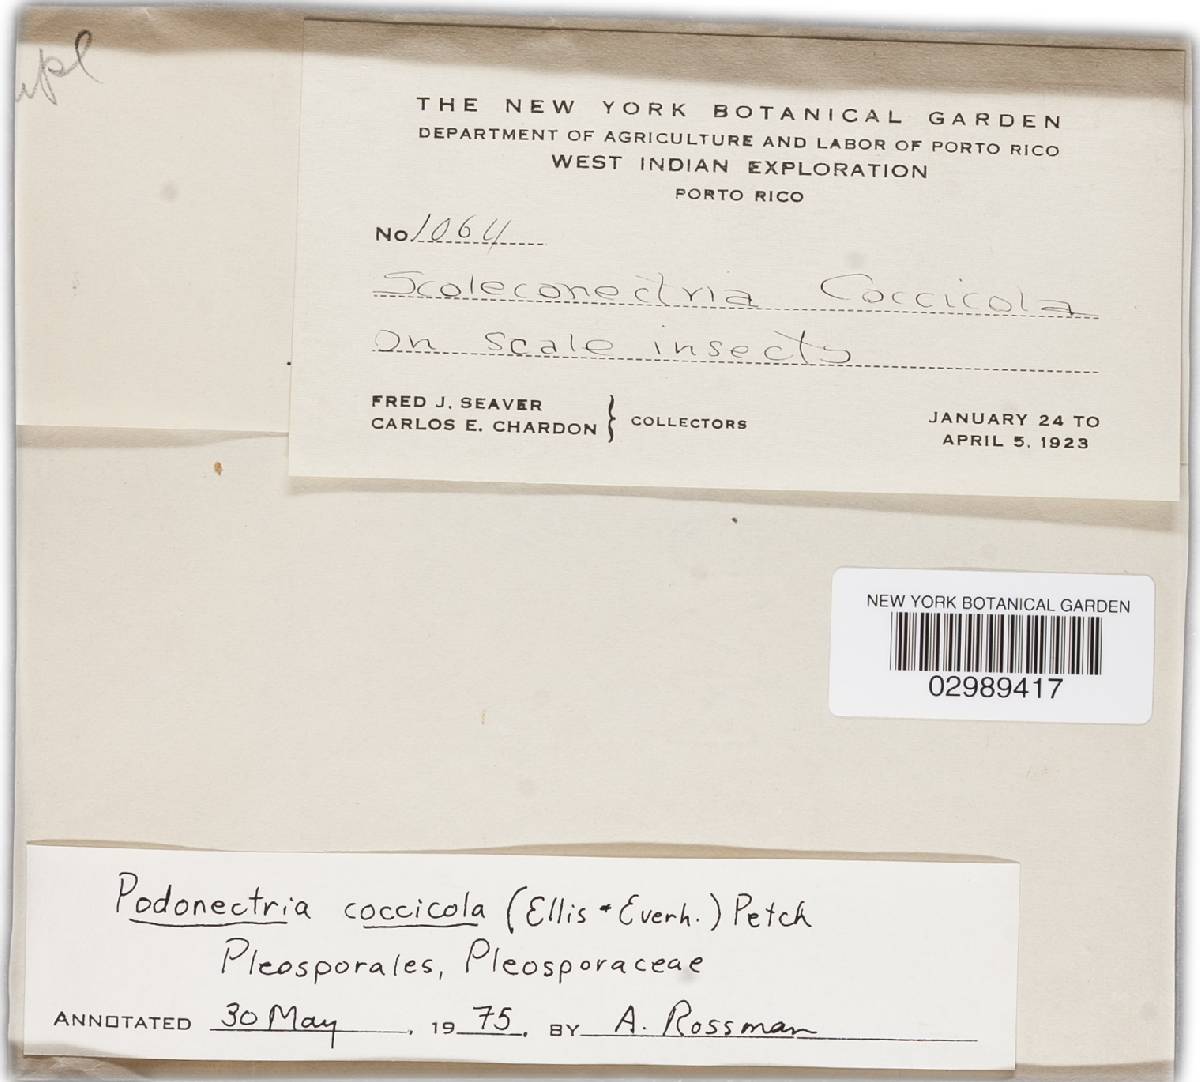 THE NEW YORK BOTANICAL GARDEN
DEPARTMENT OF AGRICULTURE AND LABOR OF PORTO RICO
WEST INDIAN EXPLORATION
PORTO RICO
No. 1064
Scoleconectria Coccicola
on scale insects
FRED J. SEAVER
CARLOS E. CHARDON } COLLECTORS
JANUARY 24 TO
APRIL 5, 1923
NEW YORK BOTANICAL GARDEN
02989417
Podonectria coccicola (Ellis & Everh.) Petch
Pleosporales, Pleosporaceae
ANNOTATED 30 May, 1975, BY A. Rossman